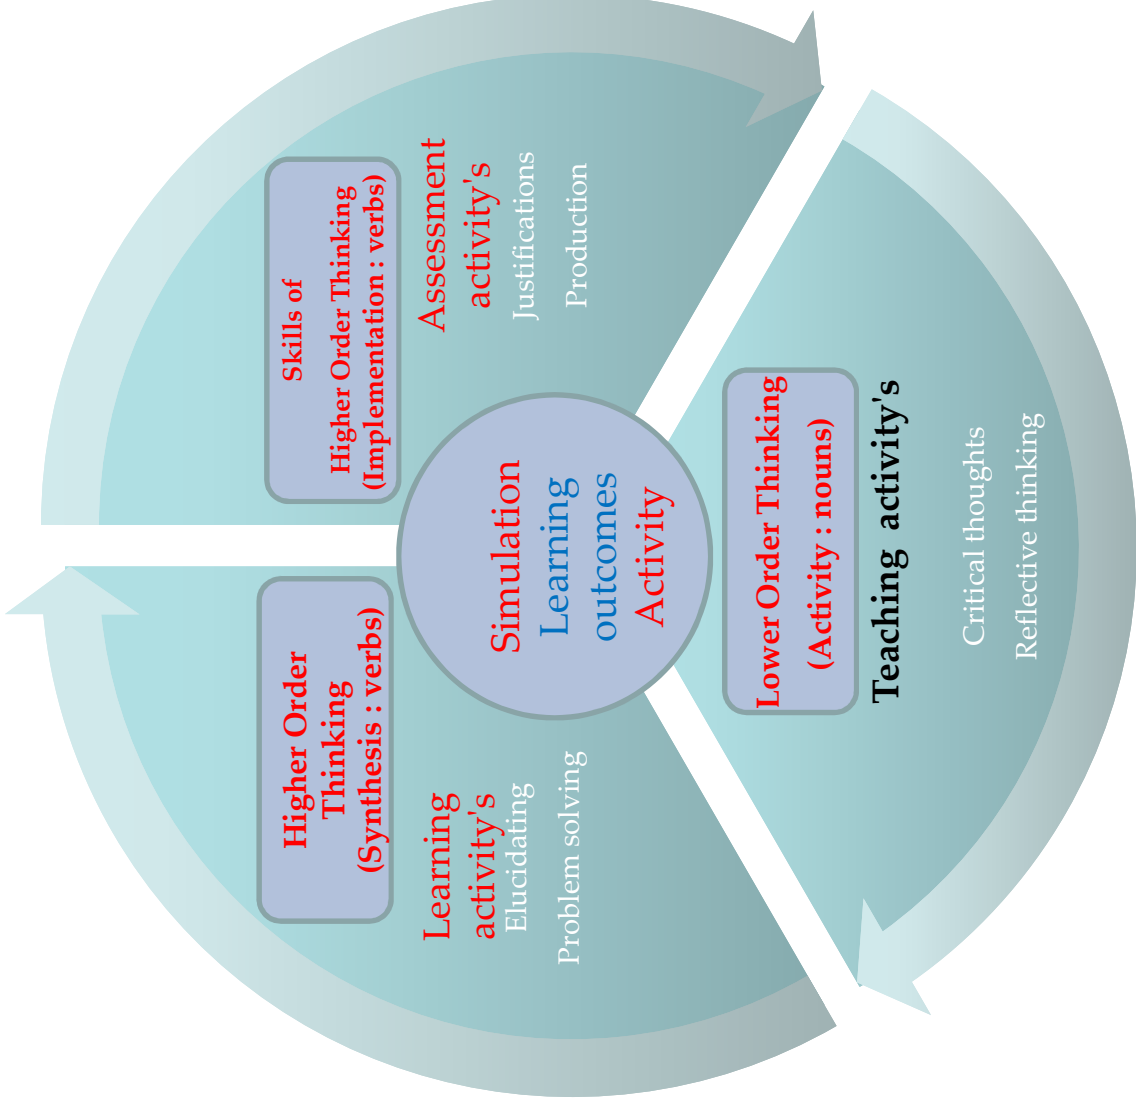 Higher Order
Thinking
(Synthesis : verbs)
Learning
activity's
Elucidating
Problem solving
Skills of
Higher Order Thinking
(Implementation : verbs)
Assessment
activity's
Justifications
Production
Simulation
Learning
outcomes
Activity
Lower Order Thinking
(Activity : nouns)
Teaching activity's
Critical thoughts
Reflective thinking